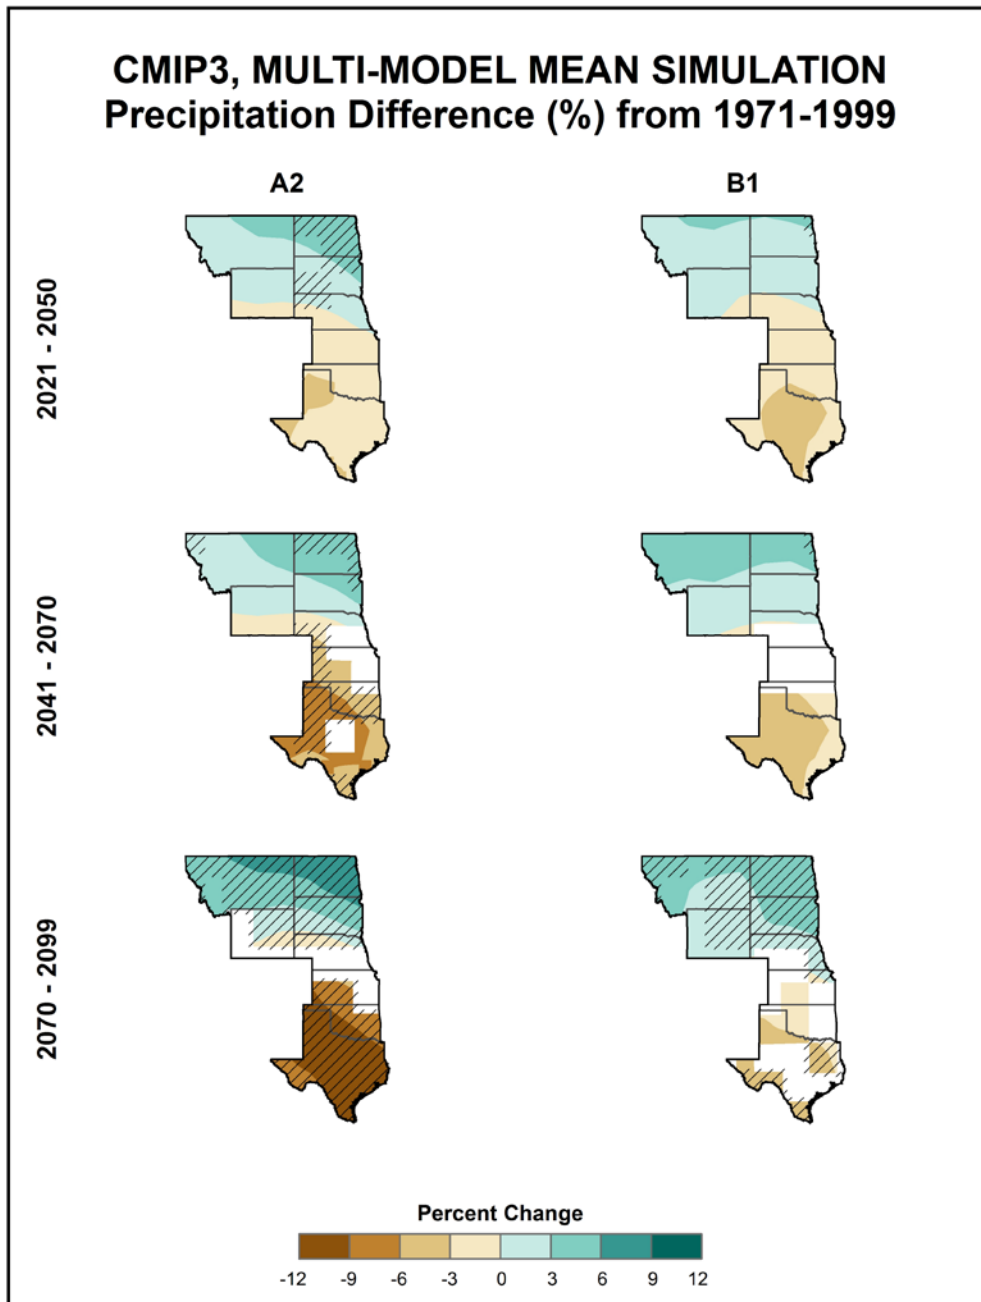 CMIP3, MULTI-MODEL MEAN SIMULATION
Precipitation Difference (%) from 1971-1999
A2 B1
2021 - 2050
2041 - 2070
2070 - 2099
Percent Change
-12 -9 -6 -3 0 3 6 9 12